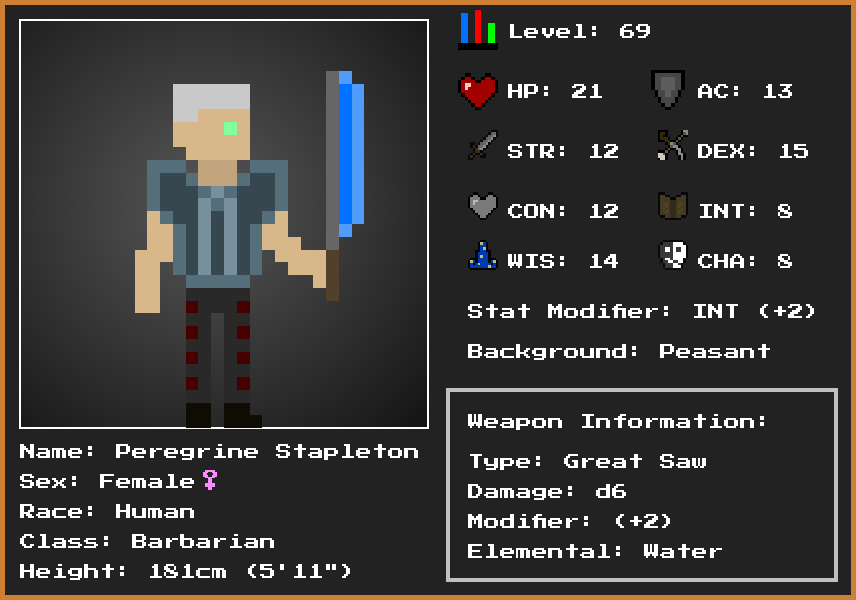 Level: 69
HP: 21
AC: 13
STR: 12
DEX: 15
CON: 12
INT: 8
WIS: 14
CHA: 8
Stat Modifier: INT (+2)
Background: Peasant
Weapon Information:
Type: Great Saw
Damage: d6
Modifier: (+2)
Elemental: Water
Name: Peregrine Stapleton
Sex: Female♀
Race: Human
Class: Barbarian
Height: 181cm (5'11")